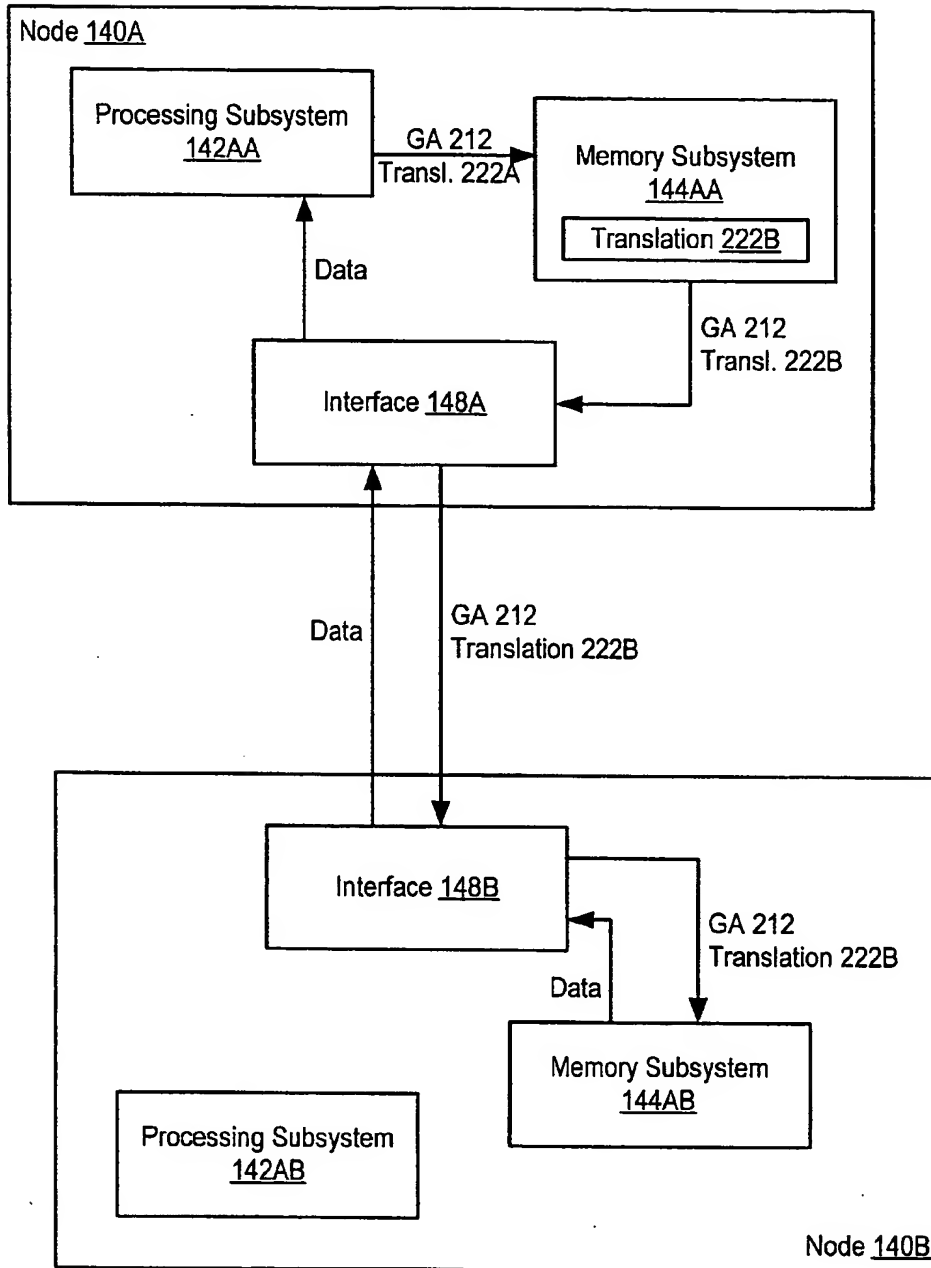 Node 140A
Processing Subsystem
142AA
GA 212
Transl. 222A
Memory Subsystem
144AA
Translation 222B
Data
GA 212
Transl. 222B
Interface 148A
Data
GA 212
Translation 222B
Interface 148B
GA 212
Translation 222B
Data
Memory Subsystem
144AB
Processing Subsystem
142AB
Node 140B